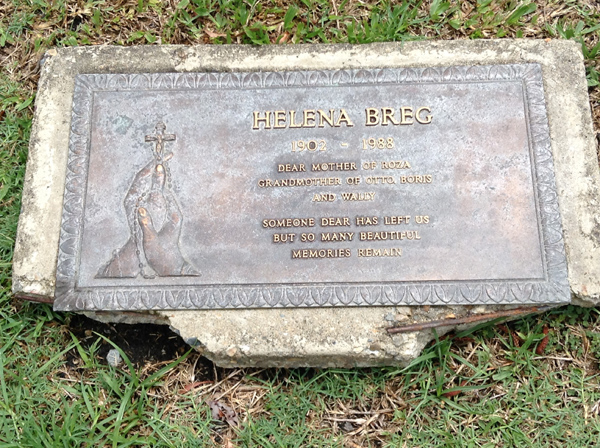 HELENA BREG
1902 - 1988
DEAR MOTHER OF ROZA
GRANDMOTHER OF OTTO, BORIS
AND WALLY
SOMEONE DEAR HAS LEFT US
BUT SO MANY BEAUTIFUL
MEMORIES REMAIN